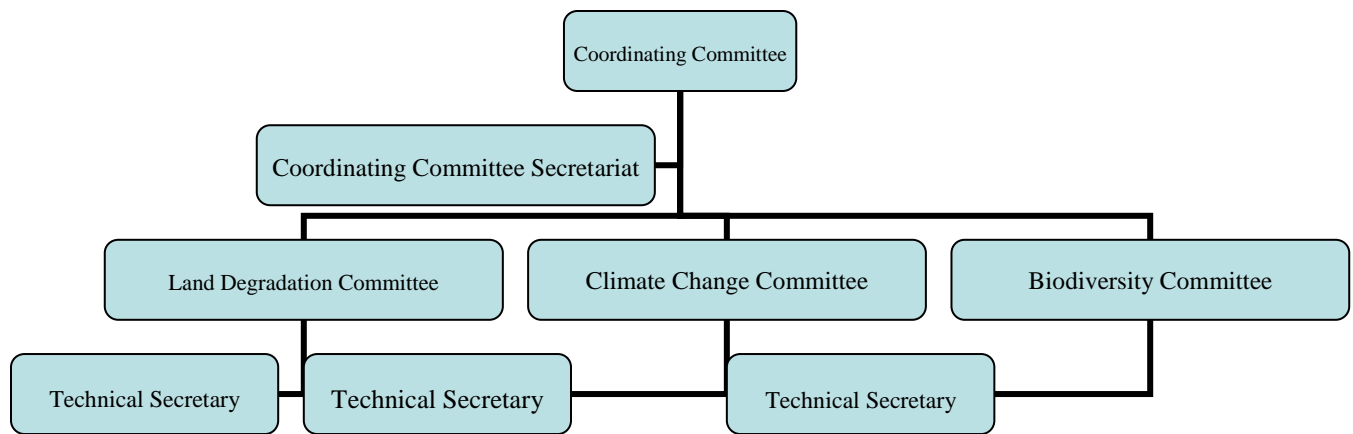 Coordinating Committee
Coordinating Committee Secretariat
Land Degradation Committee
Climate Change Committee
Biodiversity Committee
Technical Secretary
Technical Secretary
Technical Secretary